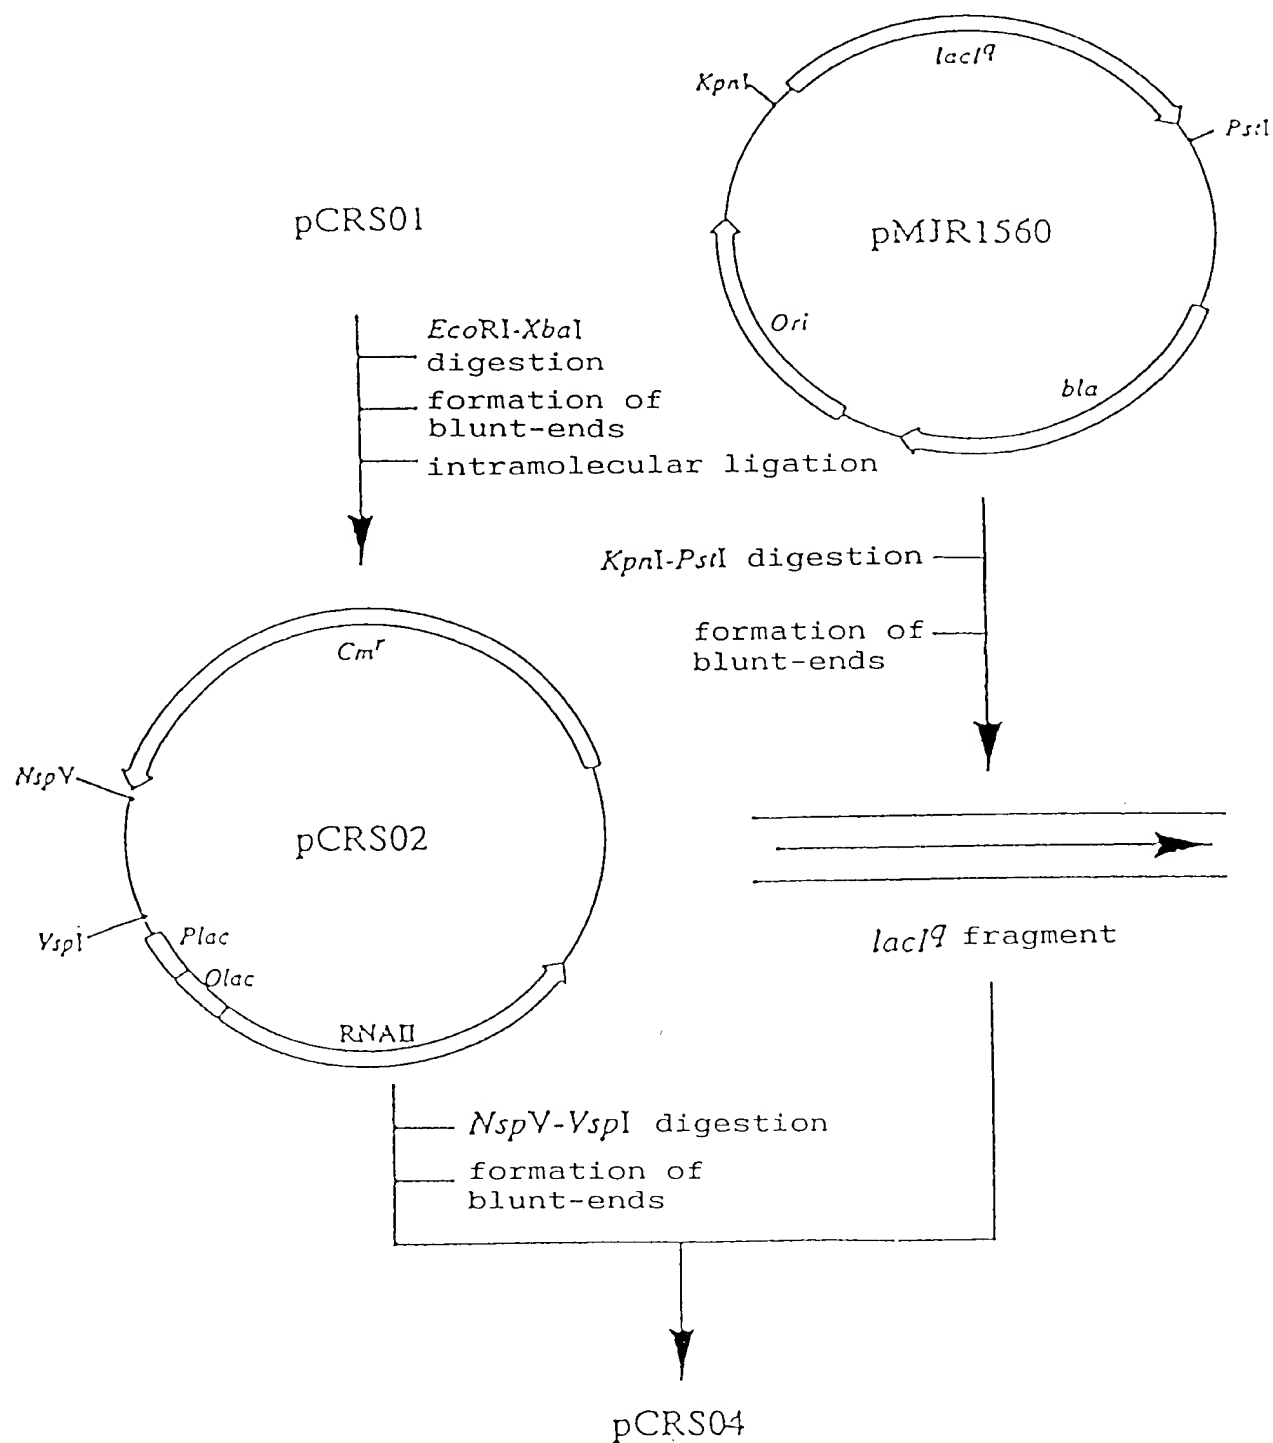 lacIq
KpnI
PstI
pCRS01
pMJR1560
EcoRI-XbaI
digestion
formation of
blunt-ends
intramolecular ligation
Ori
bla
KpnI-PstI digestion
formation of
blunt-ends
Cmr
NspV
pCRS02
VspI
Plac
Olac
RNAII
lacIq fragment
NspV-VspI digestion
formation of
blunt-ends
pCRS04